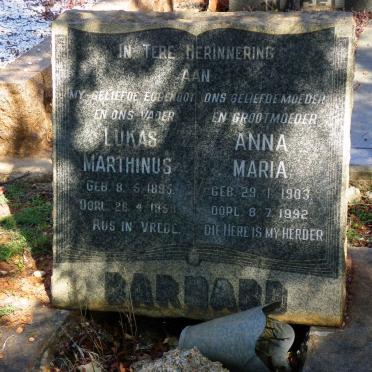 IN TERE HERINNERING
AAN
MY GELIEFDE EGGENOOT
EN ONS VADER
LUKAS
MARTHINUS
GEB. 8.5.1895
OORL. 26.4.195
RUS IN VREDE
ONS GELIEFDE MOEDER
EN GROOTMOEDER
ANNA
MARIA
GEB. 29.1.1903
OORL. 8.7.1992
DIE HERE IS MY HERDER
BARNARD